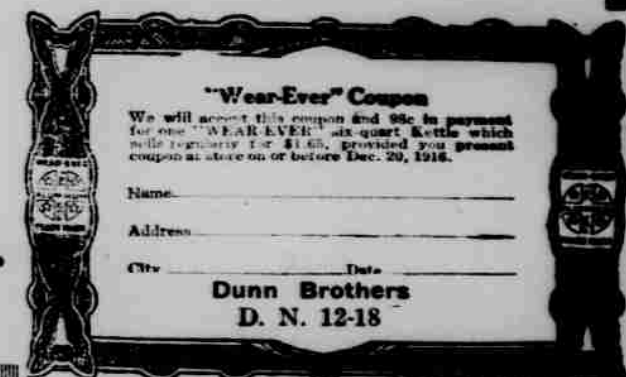 "Wear-Ever" Coupon
We will accept this coupon and 98c in payment
for one "WEAR-EVER" six-quart Kettle which
sells regularly for $1.65, provided you present
coupon at store on or before Dec. 20, 1916.
Name
Address
City Date
Dunn Brothers
D. N. 12-18